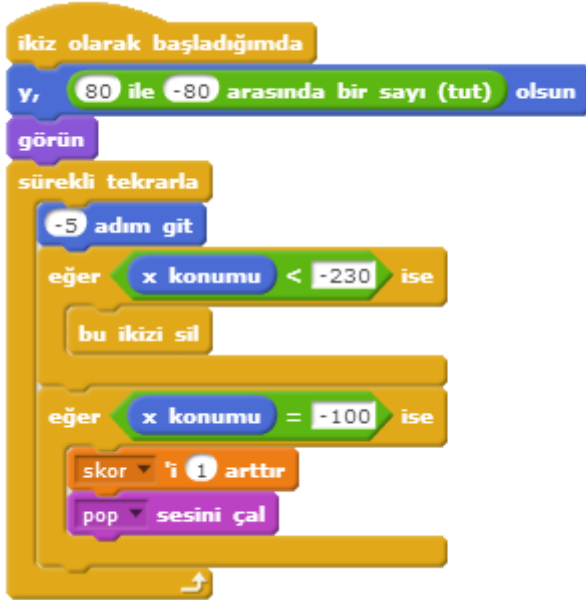 ikiz olarak başladığımda
y, 80 ile -80 arasında bir sayı (tut) olsun
görün
sürekli tekrarla
-5 adım git
eğer x konumu < -230 ise
bu ikizi sil
eğer x konumu = -100 ise
skor 'i 1 arttır
pop sesini çal